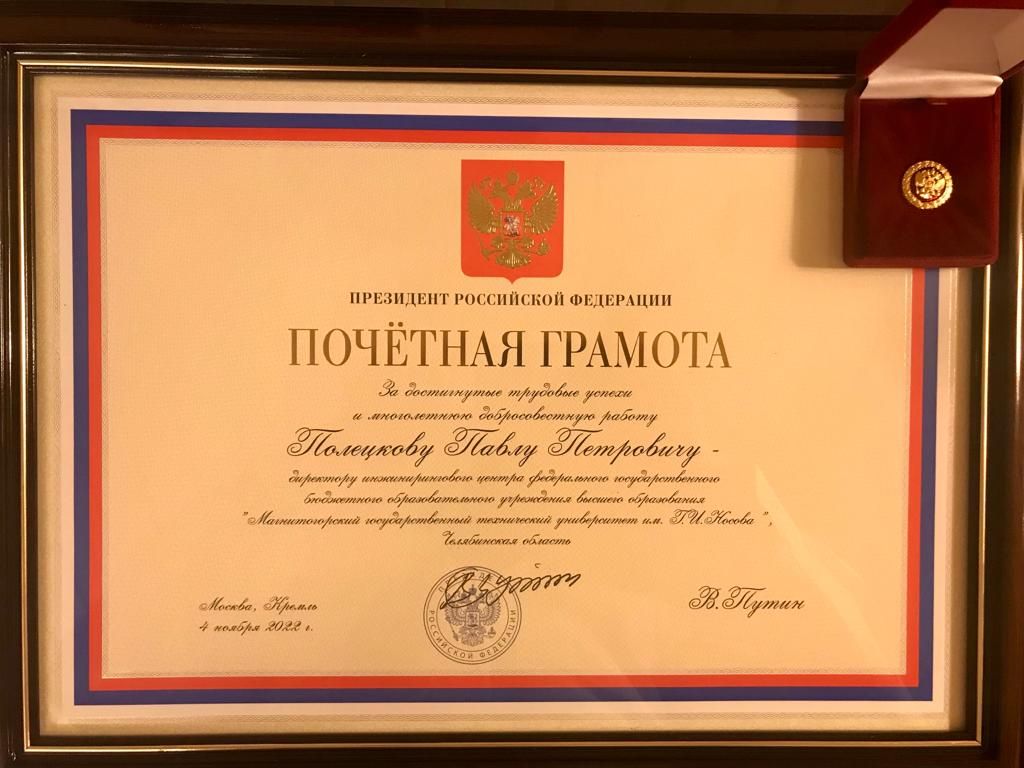 ПРЕЗИДЕНТ РОССИЙСКОЙ ФЕДЕРАЦИИ
ПОЧЁТНАЯ ГРАМОТА
За достигнутые трудовые успехи
и многолетнюю добросовестную работу
Полецкову Павлу Петровичу -
директору инжинирингового центра федерального государственного
бюджетного образовательного учреждения высшего образования
"Магнитогорский государственный технический университет им. Г.И.Носова",
Челябинская область
Москва, Кремль
4 ноября 2022 г.
РОССИЙСКОЙ ФЕДЕРАЦИИ
В.Путин